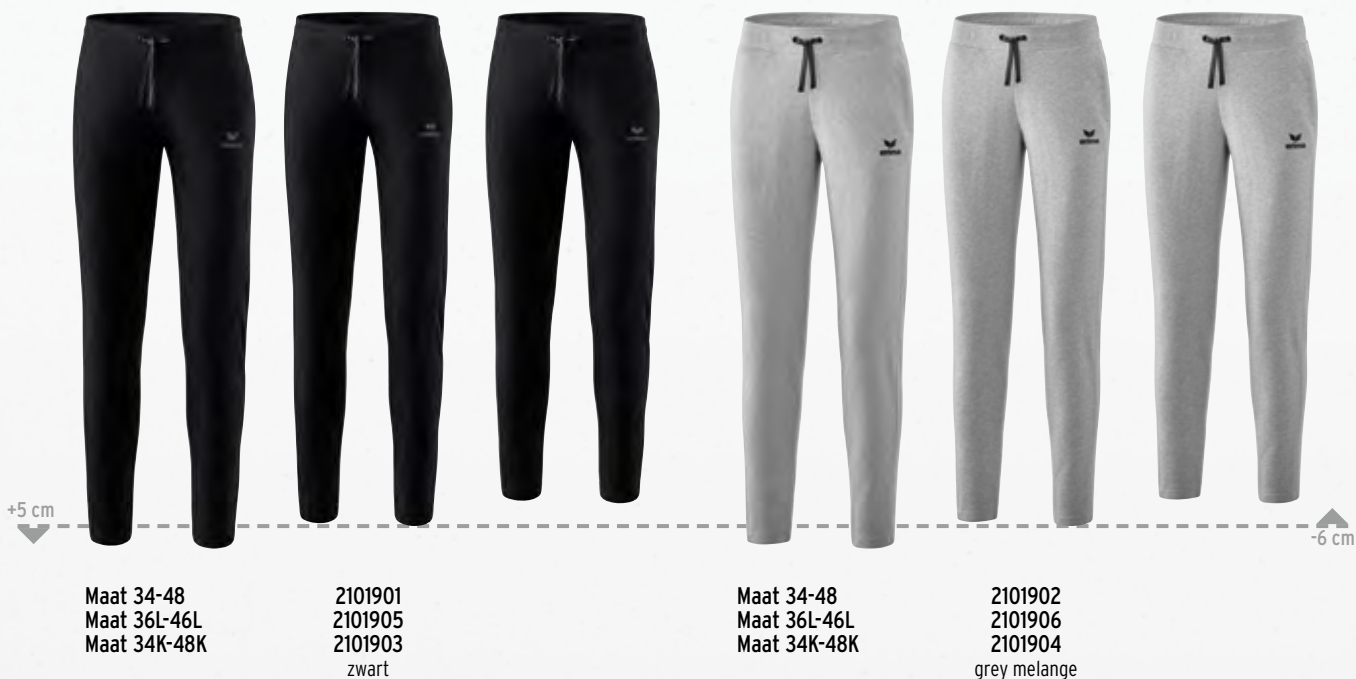 +5 cm
-6 cm
Maat 34-48 2101901
Maat 36L-46L 2101905
Maat 34K-48K 2101903
zwart
Maat 34-48 2101902
Maat 36L-46L 2101906
Maat 34K-48K 2101904
grey melange